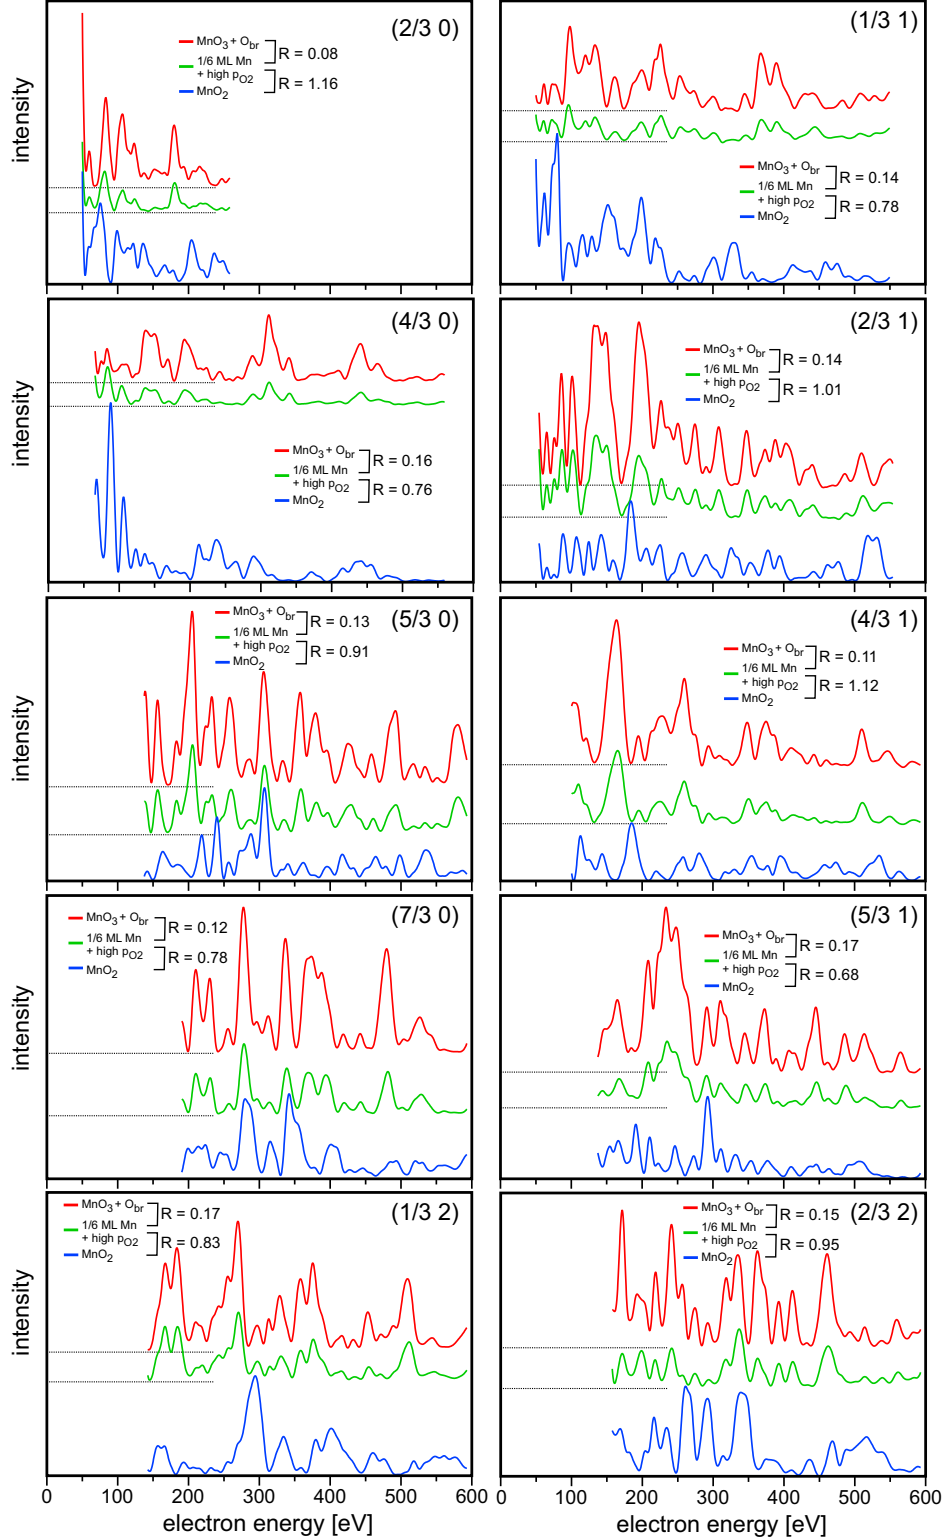 (2/3 0)
MnO3 + Obr
1/6 ML Mn
+ high pO2
MnO2
R = 0.08
R = 1.16
intensity
(1/3 1)
MnO3 + Obr
1/6 ML Mn
+ high pO2
MnO2
R = 0.14
R = 0.78
(4/3 0)
MnO3 + Obr
1/6 ML Mn
+ high pO2
MnO2
R = 0.16
R = 0.76
intensity
(2/3 1)
MnO3 + Obr
1/6 ML Mn
+ high pO2
MnO2
R = 0.14
R = 1.01
(5/3 0)
MnO3 + Obr
1/6 ML Mn
+ high pO2
MnO2
R = 0.13
R = 0.91
intensity
(4/3 1)
MnO3 + Obr
1/6 ML Mn
+ high pO2
MnO2
R = 0.11
R = 1.12
(7/3 0)
MnO3 + Obr
1/6 ML Mn
+ high pO2
MnO2
R = 0.12
R = 0.78
intensity
(5/3 1)
MnO3 + Obr
1/6 ML Mn
+ high pO2
MnO2
R = 0.17
R = 0.68
(1/3 2)
MnO3 + Obr
1/6 ML Mn
+ high pO2
MnO2
R = 0.17
R = 0.83
intensity
(2/3 2)
MnO3 + Obr
1/6 ML Mn
+ high pO2
MnO2
R = 0.15
R = 0.95
0 100 200 300 400 500 600
electron energy [eV]
100 200 300 400 500 600
electron energy [eV]